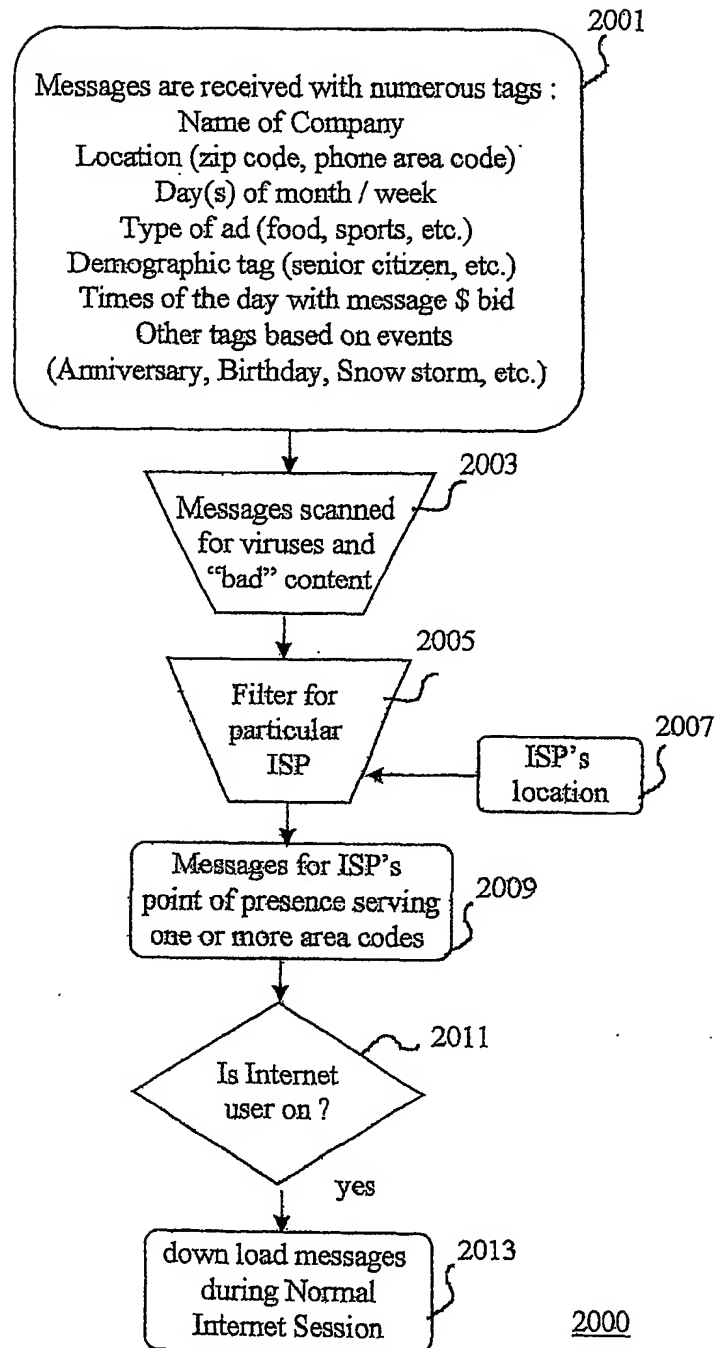 2001
Messages are received with numerous tags :
Name of Company
Location (zip code, phone area code)
Day(s) of month / week
Type of ad (food, sports, etc.)
Demographic tag (senior citizen, etc.)
Times of the day with message $ bid
Other tags based on events
(Anniversary, Birthday, Snow storm, etc.)
2003
Messages scanned
for viruses and
“bad” content
2005
Filter for
particular
ISP
2007
ISP's
location
Messages for ISP's
point of presence serving
one or more area codes
2009
2011
Is Internet
user on ?
yes
down load messages
during Normal
Internet Session
2013
2000